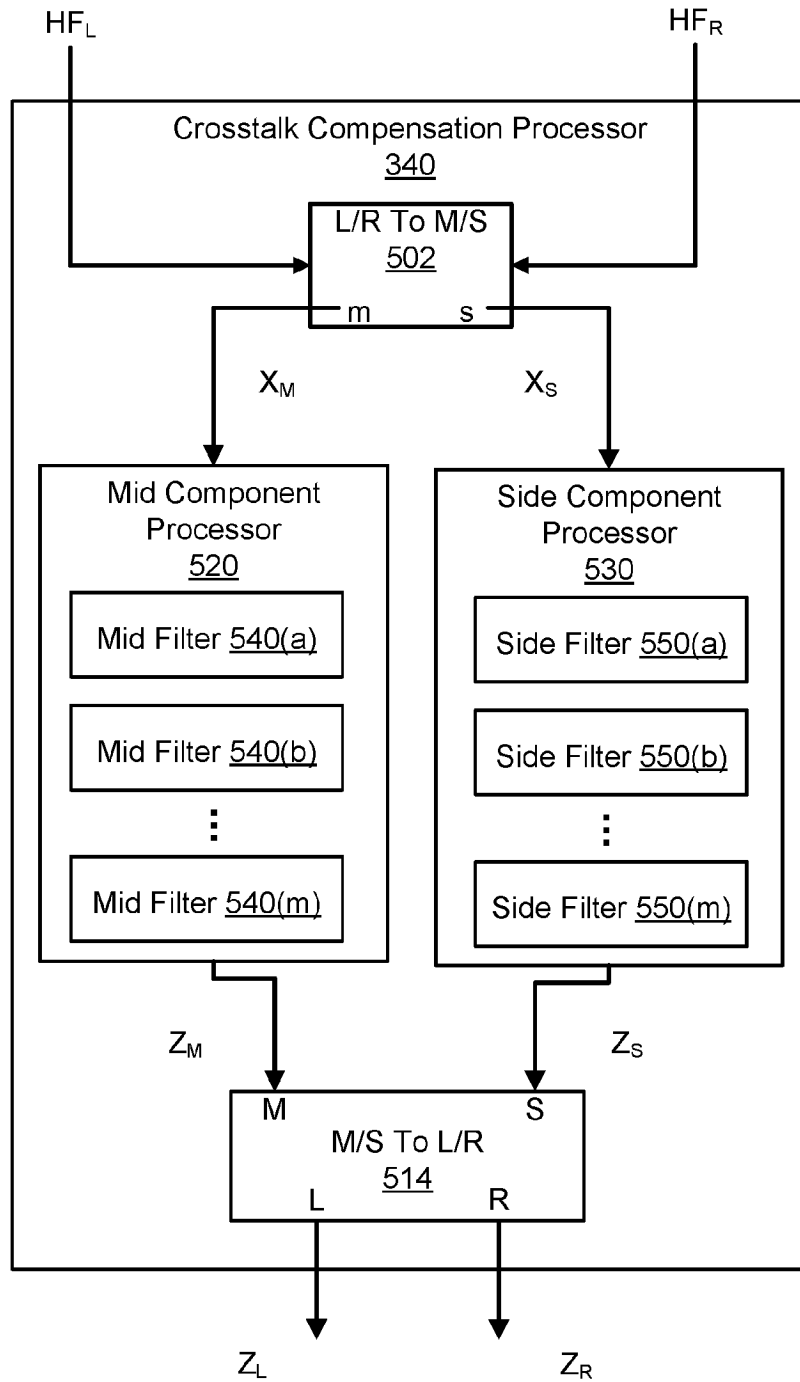 HF_L
HF_R
Crosstalk Compensation Processor
340
L/R To M/S
502
m
s
X_M
X_S
Mid Component
Processor
520
Mid Filter 540(a)
Mid Filter 540(b)
⋮
Mid Filter 540(m)
Side Component
Processor
530
Side Filter 550(a)
Side Filter 550(b)
⋮
Side Filter 550(m)
Z_M
Z_S
M
S
M/S To L/R
514
L
R
Z_L
Z_R